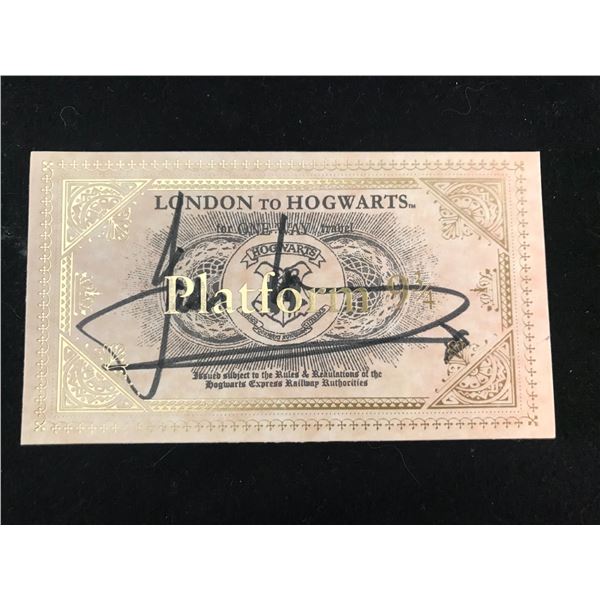 LONDON TO HOGWARTS™
for ONE WAY travel
HOGWARTS
Platform 9¾
Issued subject to the Rules & Regulations of the
Hogwarts Express Railway Authorities